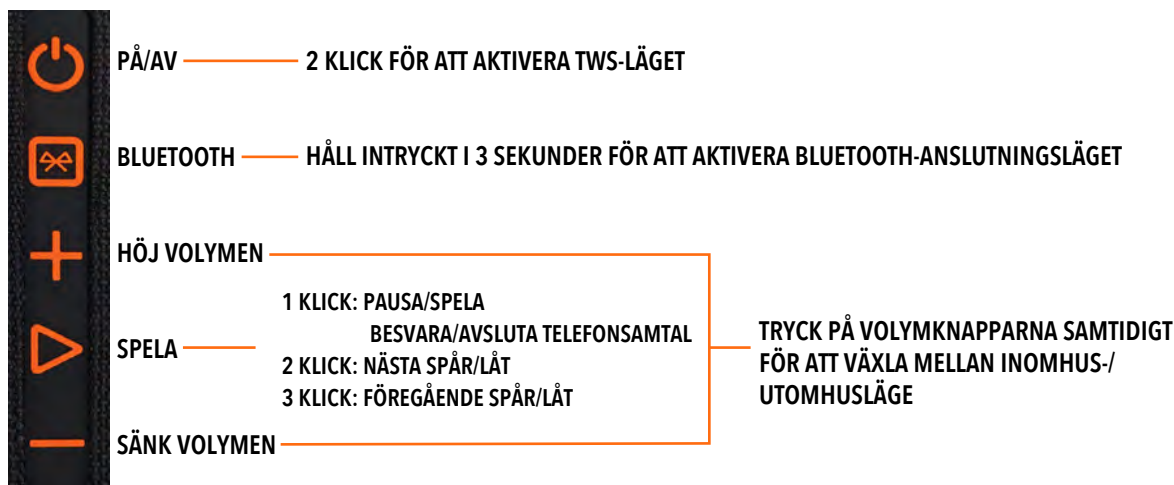 PÅ/AV
2 KLICK FÖR ATT AKTIVERA TWS-LÄGET
BLUETOOTH
HÅLL INTRYCKT I 3 SEKUNDER FÖR ATT AKTIVERA BLUETOOTH-ANSLUTNINGSLÄGET
HÖJ VOLYMEN
SPELA
1 KLICK: PAUSA/SPELA
BESVARA/AVSLUTA TELEFONSAMTAL
2 KLICK: NÄSTA SPÅR/LÅT
3 KLICK: FÖREGÅENDE SPÅR/LÅT
TRYCK PÅ VOLYMKNAPPARNA SAMTIDIGT
FÖR ATT VÄXLA MELLAN INOMHUS-/
UTOMHUSLÄGE
SÄNK VOLYMEN